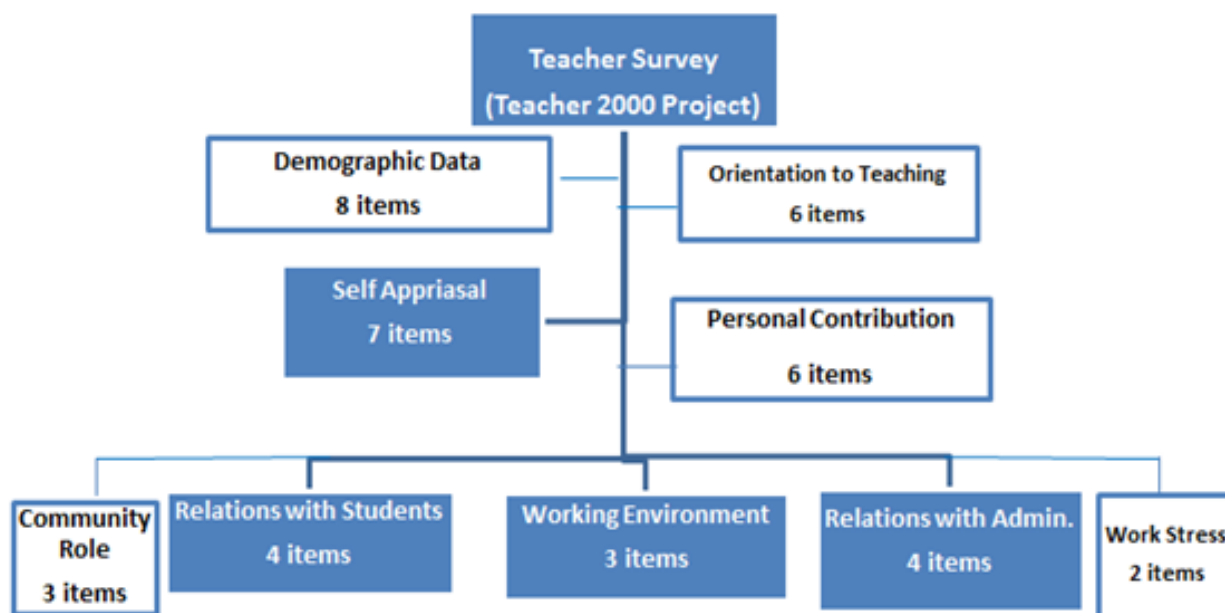 Teacher Survey
(Teacher 2000 Project)
Demographic Data
8 items
Orientation to Teaching
6 items
Self Appriasal
7 items
Personal Contribution
6 items
Community
Role
3 items
Relations with Students
4 items
Working Environment
3 items
Relations with Admin.
4 items
Work Stress
2 items